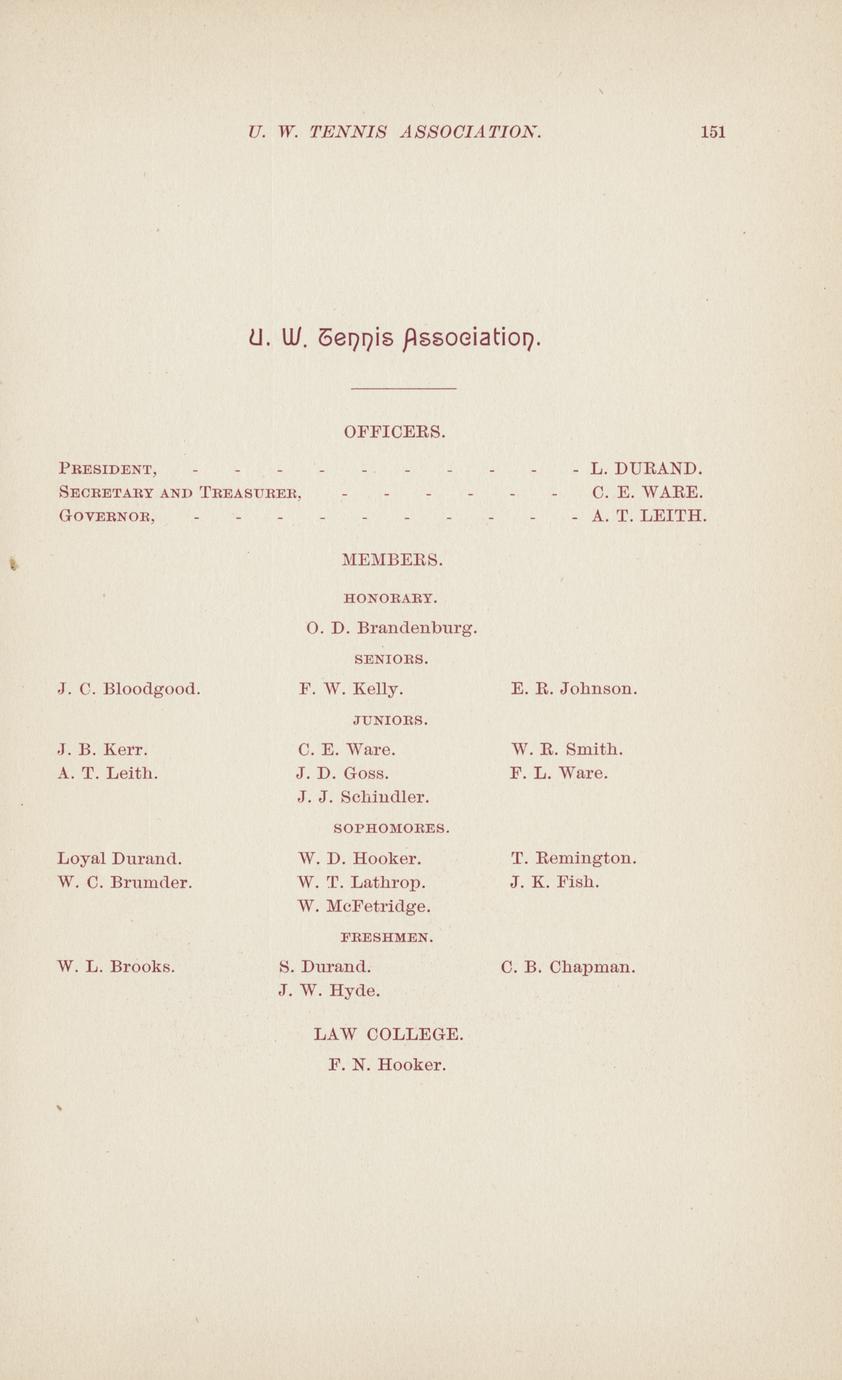 U. W. TENNIS ASSOCIATION. 151
U. W. Tennis Association.
OFFICERS.
PRESIDENT, - - - - - - - - - - L. DURAND.
SECRETARY AND TREASURER, - - - - - - C. E. WARE.
GOVERNOR, - - - - - - - - - - A. T. LEITH.
MEMBERS.
HONORARY.
O. D. Brandenburg.
SENIORS.
J. C. Bloodgood. F. W. Kelly. E. R. Johnson.
JUNIORS.
J. B. Kerr. C. E. Ware. W. R. Smith.
A. T. Leith. J. D. Goss. F. L. Ware.
J. J. Schindler.
SOPHOMORES.
Loyal Durand. W. D. Hooker. T. Remington.
W. C. Brumder. W. T. Lathrop. J. K. Fish.
W. McFetridge.
FRESHMEN.
W. L. Brooks. S. Durand. C. B. Chapman.
J. W. Hyde.
LAW COLLEGE.
F. N. Hooker.